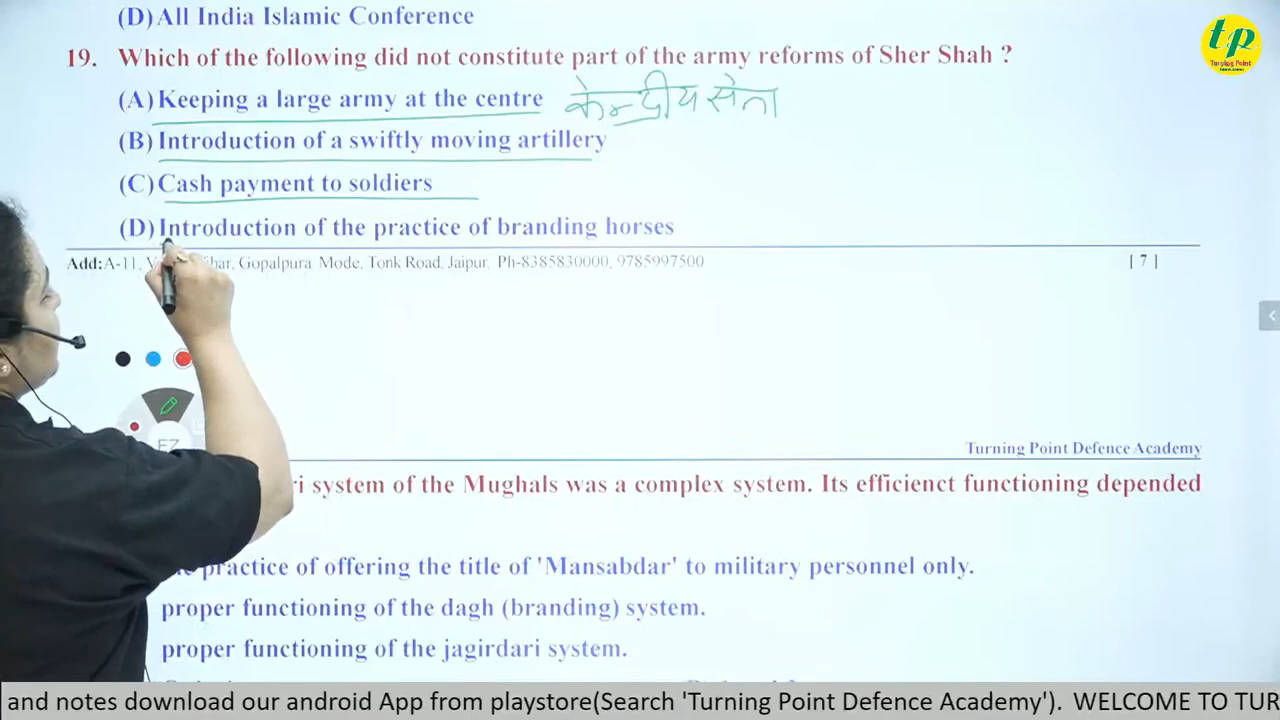 (D) All India Islamic Conference
tp
Turning Point
19. Which of the following did not constitute part of the army reforms of Sher Shah ?
(A) Keeping a large army at the centre केन्द्रीय सेना
(B) Introduction of a swiftly moving artillery
(C) Cash payment to soldiers
(D) Introduction of the practice of branding horses
Add: A-11, Gopalpura Mode, Tonk Road, Jaipur, Ph-8385830000, 9785997500 [ 7 ]
Turning Point Defence Academy
system of the Mughals was a complex system. Its efficienct functioning depended
practice of offering the title of 'Mansabdar' to military personnel only.
proper functioning of the dagh (branding) system.
proper functioning of the jagirdari system.
and notes download our android App from playstore(Search 'Turning Point Defence Academy'). WELCOME TO TUR